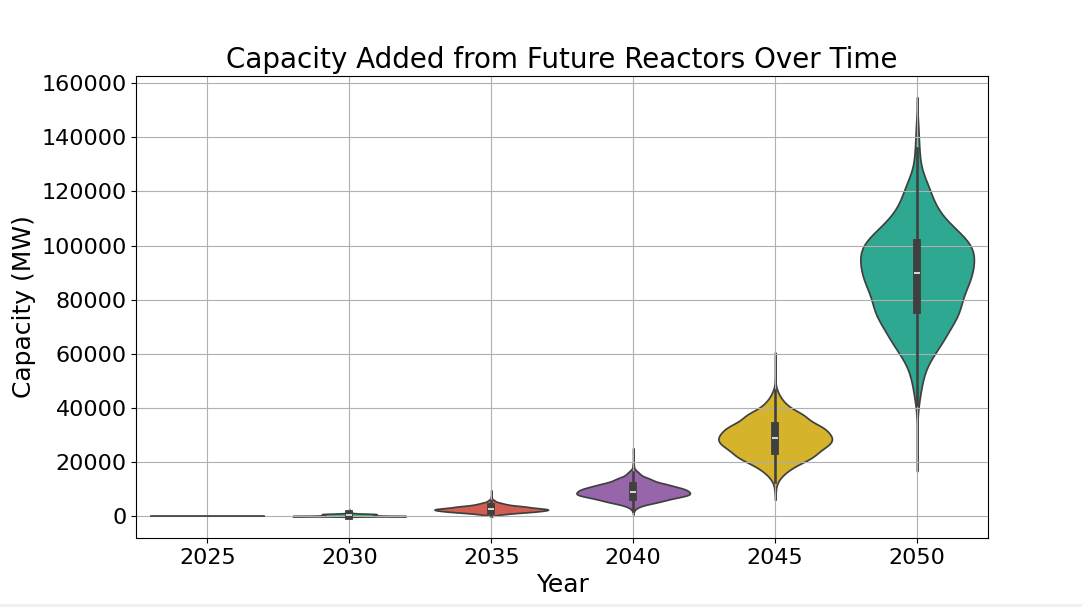 Capacity Added from Future Reactors Over Time
160000
140000
120000
100000
80000
60000
40000
20000
0
Capacity (MW)
2025 2030 2035 2040 2045 2050
Year